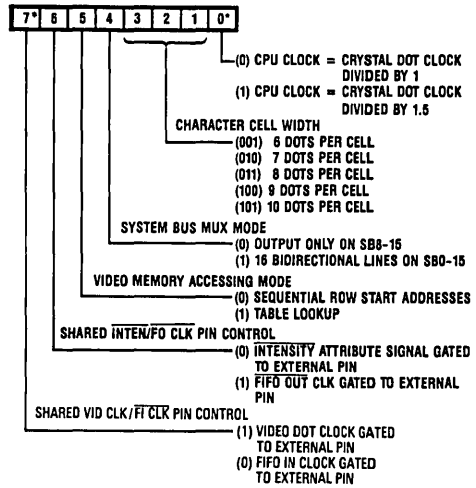 7* 6 5 4 3 2 1 0*
(0) CPU CLOCK = CRYSTAL DOT CLOCK
DIVIDED BY 1
(1) CPU CLOCK = CRYSTAL DOT CLOCK
DIVIDED BY 1.5
CHARACTER CELL WIDTH
(001) 6 DOTS PER CELL
(010) 7 DOTS PER CELL
(011) 8 DOTS PER CELL
(100) 9 DOTS PER CELL
(101) 10 DOTS PER CELL
SYSTEM BUS MUX MODE
(0) OUTPUT ONLY ON SB8-15
(1) 16 BIDIRECTIONAL LINES ON SB0-15
VIDEO MEMORY ACCESSING MODE
(0) SEQUENTIAL ROW START ADDRESSES
(1) TABLE LOOKUP
SHARED INTEN/FO CLK PIN CONTROL
(0) INTENSITY ATTRIBUTE SIGNAL GATED
TO EXTERNAL PIN
(1) FIFO OUT CLK GATED TO EXTERNAL
PIN
SHARED VID CLK/FI CLK PIN CONTROL
(1) VIDEO DOT CLOCK GATED
TO EXTERNAL PIN
(0) FIFO IN CLOCK GATED
TO EXTERNAL PIN